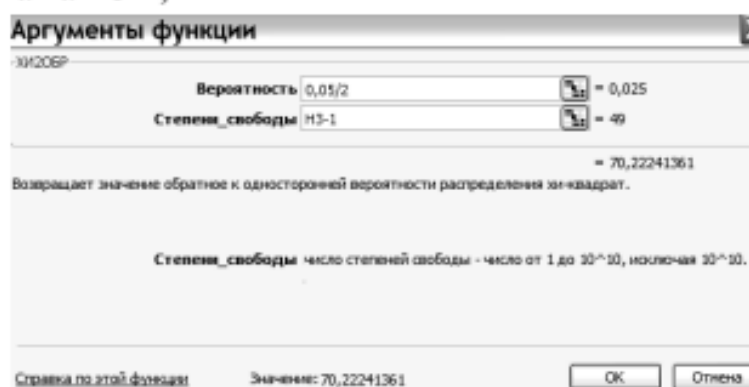 Аргументы функции
ХИ2ОБР
Вероятность 0,05/2 = 0,025
Степени_свободы H3-1 = 49
= 70,22241361
Возвращает значение обратное к односторонней вероятности распределения хи-квадрат.
Степени_свободы число степеней свободы - число от 1 до 10^10, исключая 10^10.
Справка по этой функции Значение: 70,22241361 ОК Отмена